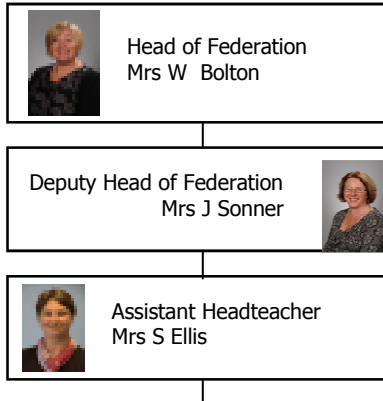 Head of Federation
Mrs W Bolton
Deputy Head of Federation
Mrs J Sonner
Assistant Headteacher
Mrs S Ellis